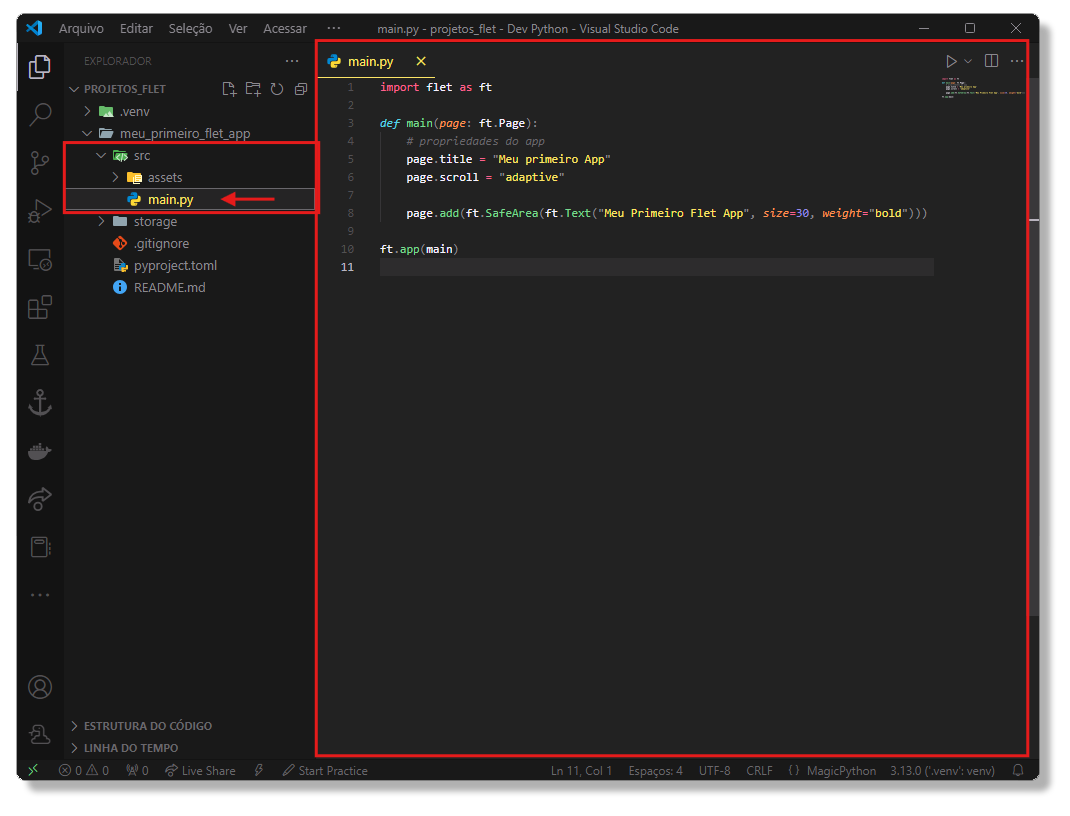 Arquivo Editar Seleção Ver Acessar ··· main.py - projetos_flet - Dev Python - Visual Studio Code
EXPLORADOR ···
PROJETOS_FLET
.venv
meu_primeiro_flet_app
src
assets
main.py
storage
.gitignore
pyproject.toml
README.md
ESTRUTURA DO CÓDIGO
LINHA DO TEMPO
main.py
1 import flet as ft
2
3 def main(page: ft.Page):
4 # propriedades do app
5 page.title = "Meu primeiro App"
6 page.scroll = "adaptive"
7
8 page.add(ft.SafeArea(ft.Text("Meu Primeiro Flet App", size=30, weight="bold")))
9
10 ft.app(main)
11
0 0 0 Live Share Start Practice Ln 11, Col 1 Espaços: 4 UTF-8 CRLF { } MagicPython 3.13.0 ('.venv': venv)